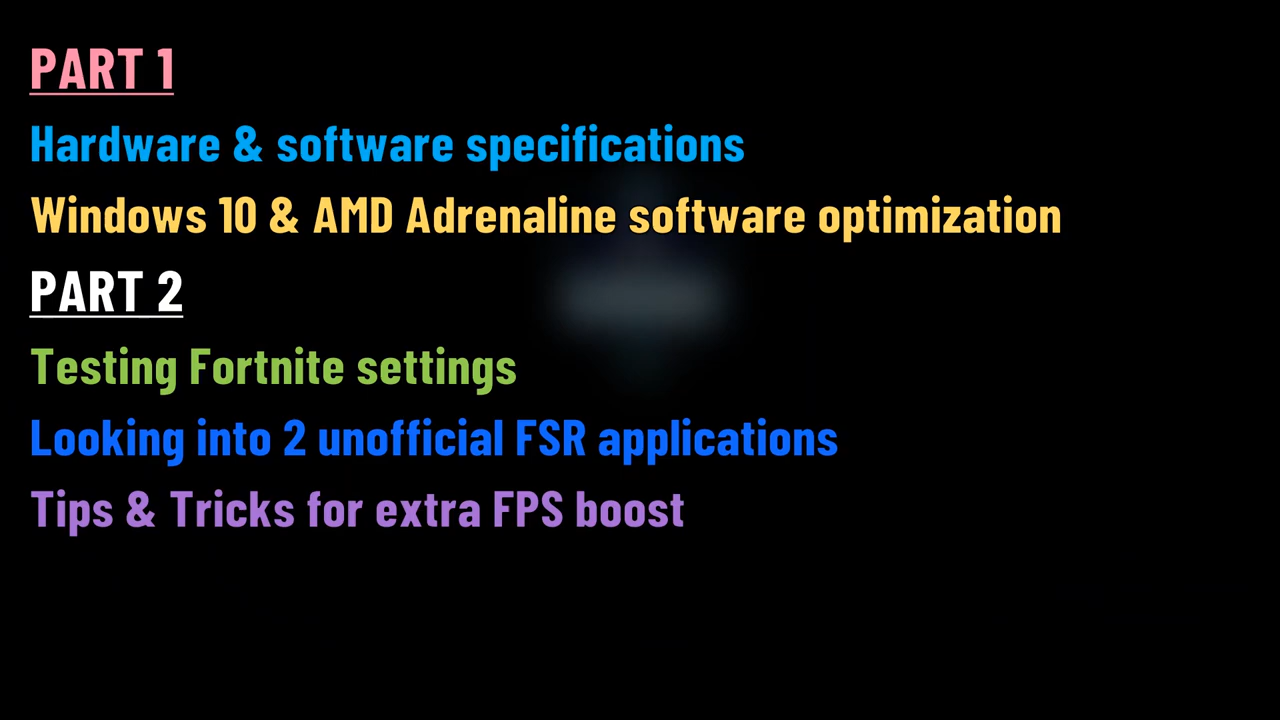 PART 1
Hardware & software specifications
Windows 10 & AMD Adrenaline software optimization
PART 2
Testing Fortnite settings
Looking into 2 unofficial FSR applications
Tips & Tricks for extra FPS boost